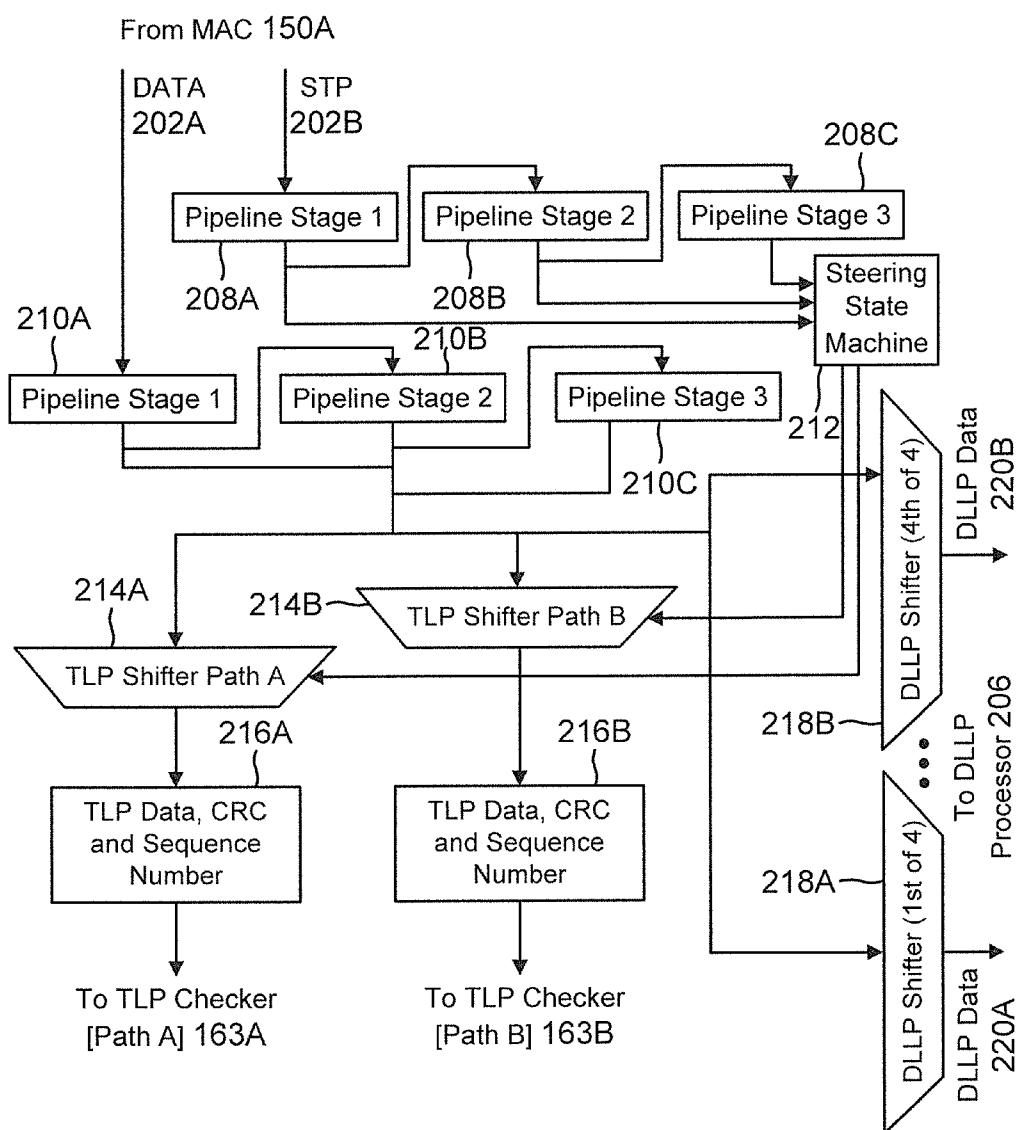 From MAC 150A
DATA
202A
STP
202B
208C
Pipeline Stage 1
Pipeline Stage 2
Pipeline Stage 3
208A
208B
Steering
State
Machine
210A
210B
Pipeline Stage 1
Pipeline Stage 2
Pipeline Stage 3
210C
212
DLLP Shifter (4th of 4)
DLLP Data
220B
214A
214B
TLP Shifter Path B
TLP Shifter Path A
218B
216A
216B
To DLLP
Processor 206
TLP Data, CRC
and Sequence
Number
TLP Data, CRC
and Sequence
Number
218A
DLLP Shifter (1st of 4)
DLLP Data
220A
To TLP Checker
[Path A] 163A
To TLP Checker
[Path B] 163B